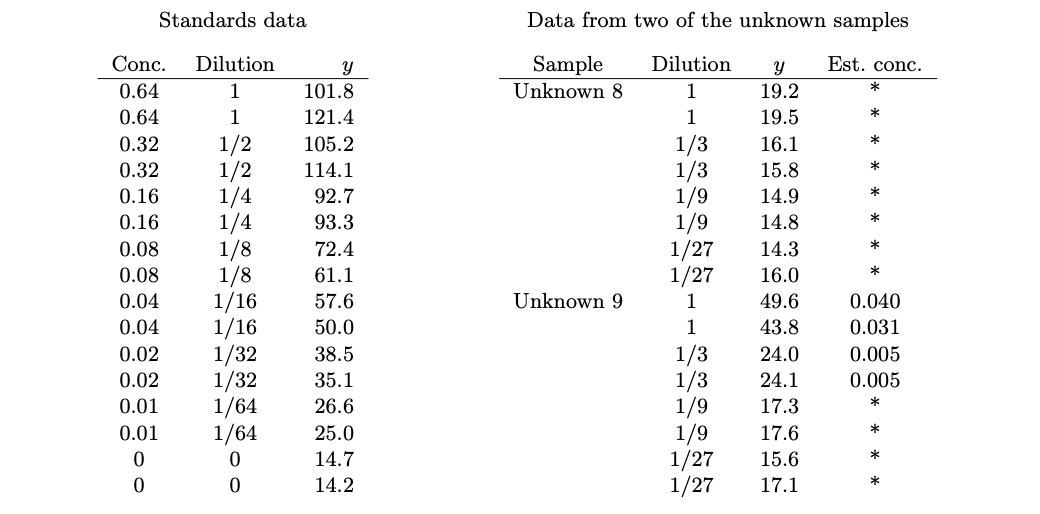 Standards data
Conc. Dilution y
0.64 1 101.8
0.64 1 121.4
0.32 1/2 105.2
0.32 1/2 114.1
0.16 1/4 92.7
0.16 1/4 93.3
0.08 1/8 72.4
0.08 1/8 61.1
0.04 1/16 57.6
0.04 1/16 50.0
0.02 1/32 38.5
0.02 1/32 35.1
0.01 1/64 26.6
0.01 1/64 25.0
0 0 14.7
0 0 14.2
Data from two of the unknown samples
Sample Dilution y Est. conc.
Unknown 8 1 19.2 *
1 19.5 *
1/3 16.1 *
1/3 15.8 *
1/9 14.9 *
1/9 14.8 *
1/27 14.3 *
1/27 16.0 *
Unknown 9 1 49.6 0.040
1 43.8 0.031
1/3 24.0 0.005
1/3 24.1 0.005
1/9 17.3 *
1/9 17.6 *
1/27 15.6 *
1/27 17.1 *